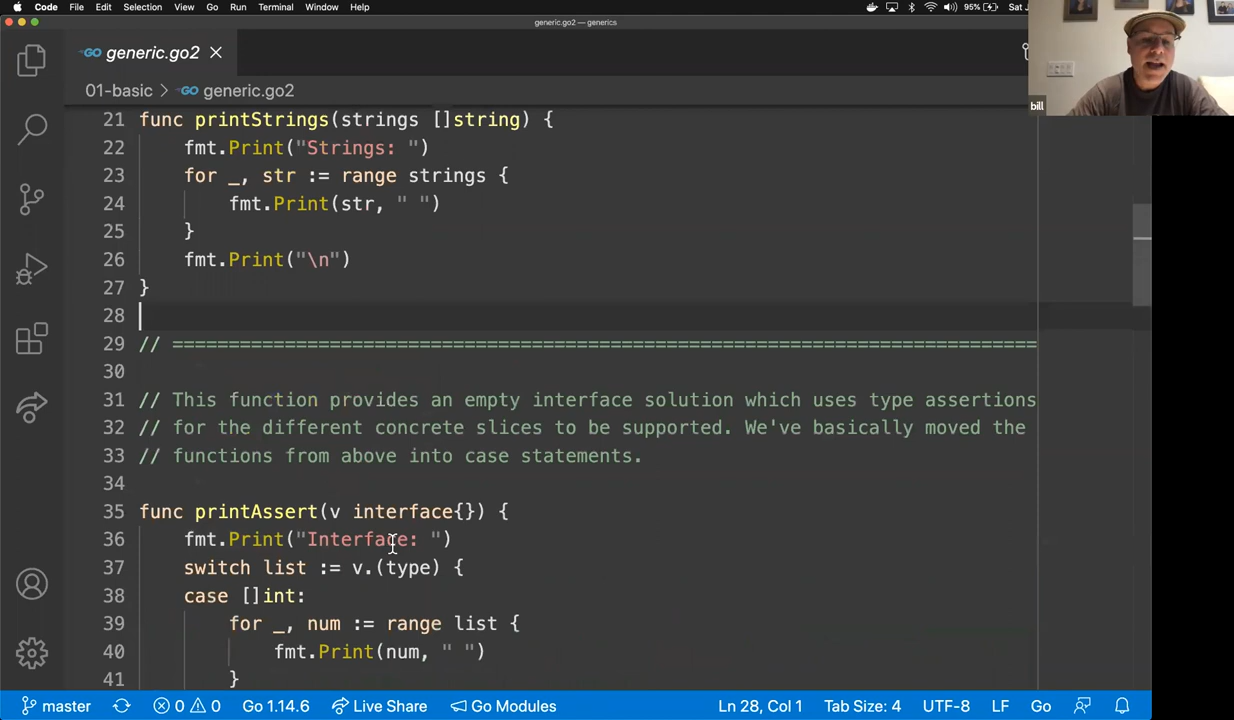 Code File Edit Selection View Go Run Terminal Window Help 95% Sat
generic.go2 — generics
GO generic.go2
01-basic > GO generic.go2
bill
21 func printStrings(strings []string) {
22 fmt.Print("Strings: ")
23 for _, str := range strings {
24 fmt.Print(str, " ")
25 }
26 fmt.Print("\n")
27 }
28
29 // =============================================================================
30
31 // This function provides an empty interface solution which uses type assertions
32 // for the different concrete slices to be supported. We've basically moved the
33 // functions from above into case statements.
34
35 func printAssert(v interface{}) {
36 fmt.Print("Interface: ")
37 switch list := v.(type) {
38 case []int:
39 for _, num := range list {
40 fmt.Print(num, " ")
41 }
master 0 0 Go 1.14.6 Live Share Go Modules Ln 28, Col 1 Tab Size: 4 UTF-8 LF Go